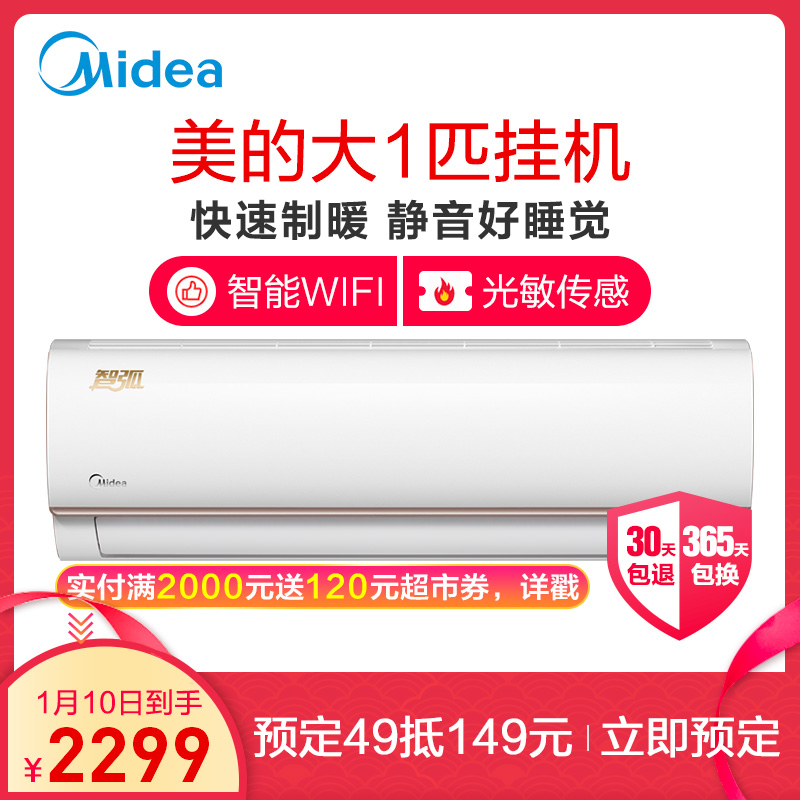 Midea
美的大1匹挂机
快速制暖 静音好睡觉
智能WIFI 光敏传感
智弧
Midea
30天包退
365天包换
实付满2000元送120元超市券，详戳
1月10日到手
¥2299
预定49抵149元 | 立即预定